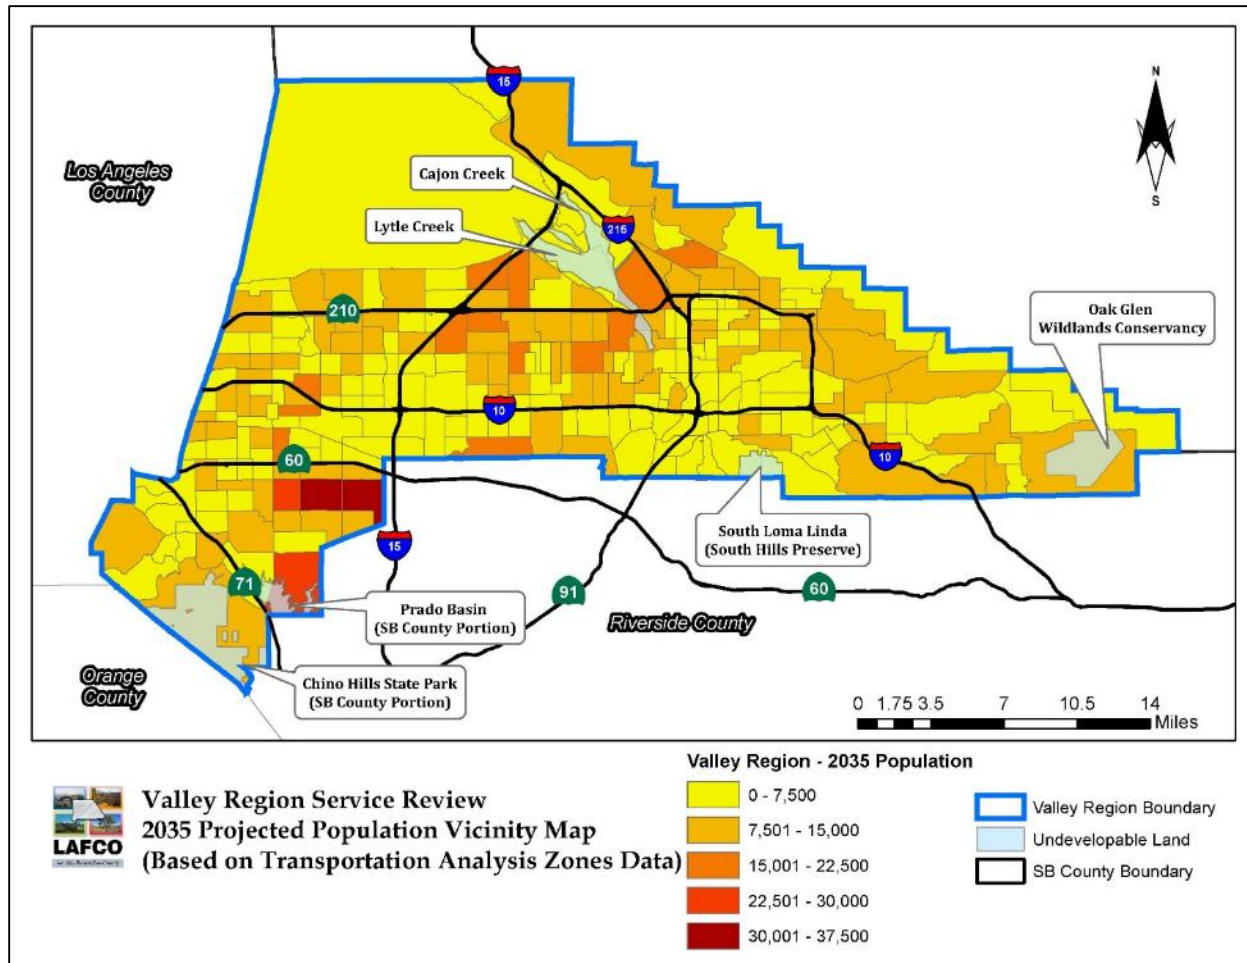 15
N
Los Angeles
County
Cajon Creek
Lytle Creek
215
S
210
Oak Glen
Wildlands Conservancy
10
60
10
South Loma Linda
(South Hills Preserve)
15
71
91
60
Prado Basin
(SB County Portion)
Riverside County
Orange
County
Chino Hills State Park
(SB County Portion)
0 1.75 3.5 7 10.5 14
Miles
Valley Region - 2035 Population
0 - 7,500
7,501 - 15,000
15,001 - 22,500
22,501 - 30,000
30,001 - 37,500
Valley Region Boundary
Undevelopable Land
SB County Boundary
LAFCO
Valley Region Service Review
2035 Projected Population Vicinity Map
(Based on Transportation Analysis Zones Data)